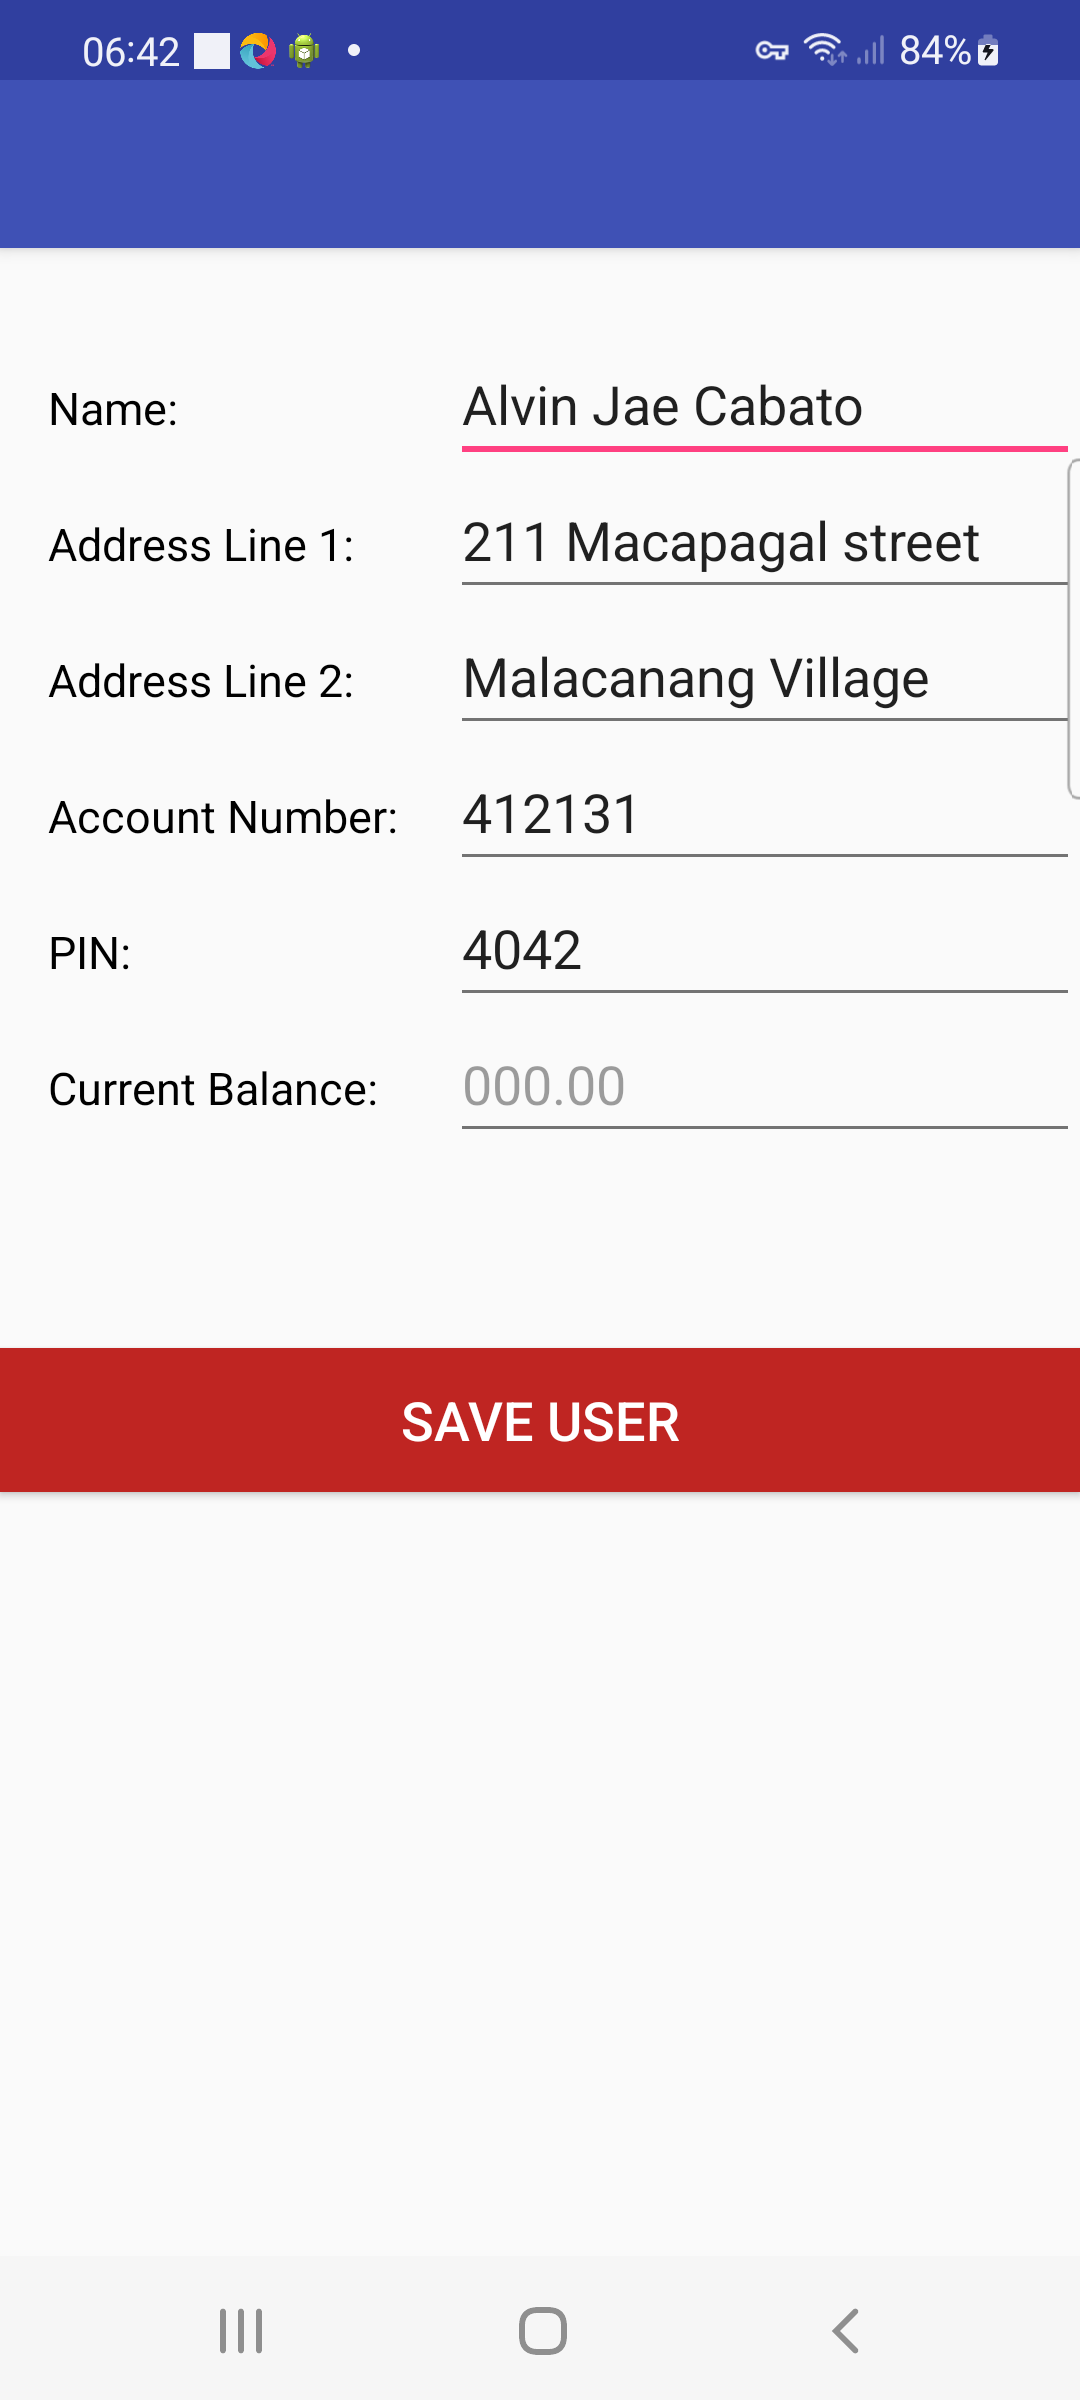 06:42 84%
Name: Alvin Jae Cabato
Address Line 1: 211 Macapagal street
Address Line 2: Malacanang Village
Account Number: 412131
PIN: 4042
Current Balance: 000.00
SAVE USER